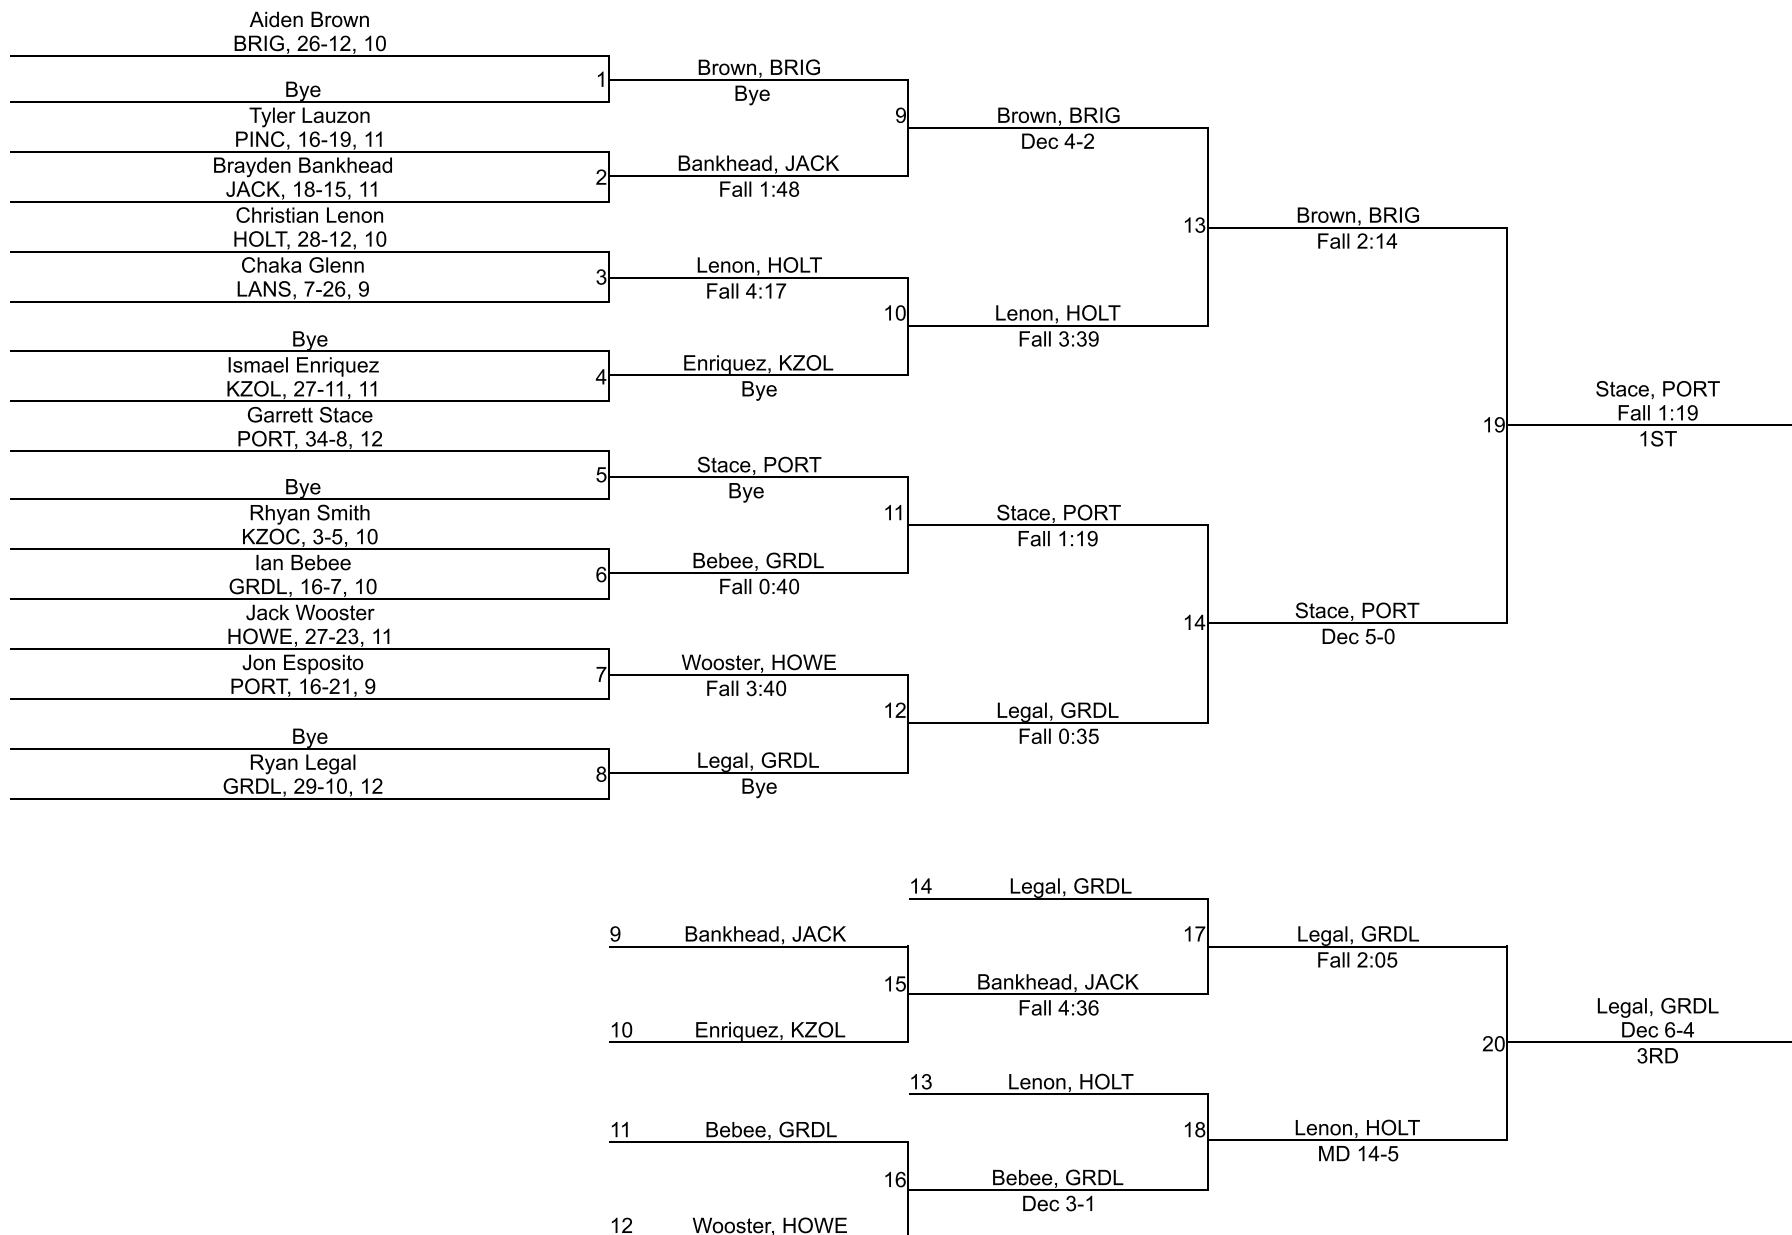 Aiden Brown
BRIG, 26-12, 10
Bye
1
Tyler Lauzon
PINC, 16-19, 11
Brayden Bankhead
JACK, 18-15, 11
2
Christian Lenon
HOLT, 28-12, 10
Chaka Glenn
LANS, 7-26, 9
3
Bye
Ismael Enriquez
KZOL, 27-11, 11
4
Garrett Stace
PORT, 34-8, 12
Bye
5
Rhyan Smith
KZOC, 3-5, 10
Ian Bebee
GRDL, 16-7, 10
6
Jack Wooster
HOWE, 27-23, 11
Jon Esposito
PORT, 16-21, 9
7
Bye
Ryan Legal
GRDL, 29-10, 12
8
Brown, BRIG
Bye
9
Bankhead, JACK
Fall 1:48
Lenon, HOLT
Fall 4:17
10
Enriquez, KZOL
Bye
Stace, PORT
Bye
11
Bebee, GRDL
Fall 0:40
Wooster, HOWE
Fall 3:40
12
Legal, GRDL
Bye
Brown, BRIG
Dec 4-2
13
Lenon, HOLT
Fall 3:39
Stace, PORT
Fall 1:19
14
Legal, GRDL
Fall 0:35
Brown, BRIG
Fall 2:14
19
Stace, PORT
Dec 5-0
Stace, PORT
Fall 1:19
1ST
14 Legal, GRDL
9 Bankhead, JACK
15
10 Enriquez, KZOL
Bankhead, JACK
Fall 4:36
17
Legal, GRDL
Fall 2:05
13 Lenon, HOLT
11 Bebee, GRDL
16
12 Wooster, HOWE
Bebee, GRDL
Dec 3-1
18
Lenon, HOLT
MD 14-5
20
Legal, GRDL
Dec 6-4
3RD